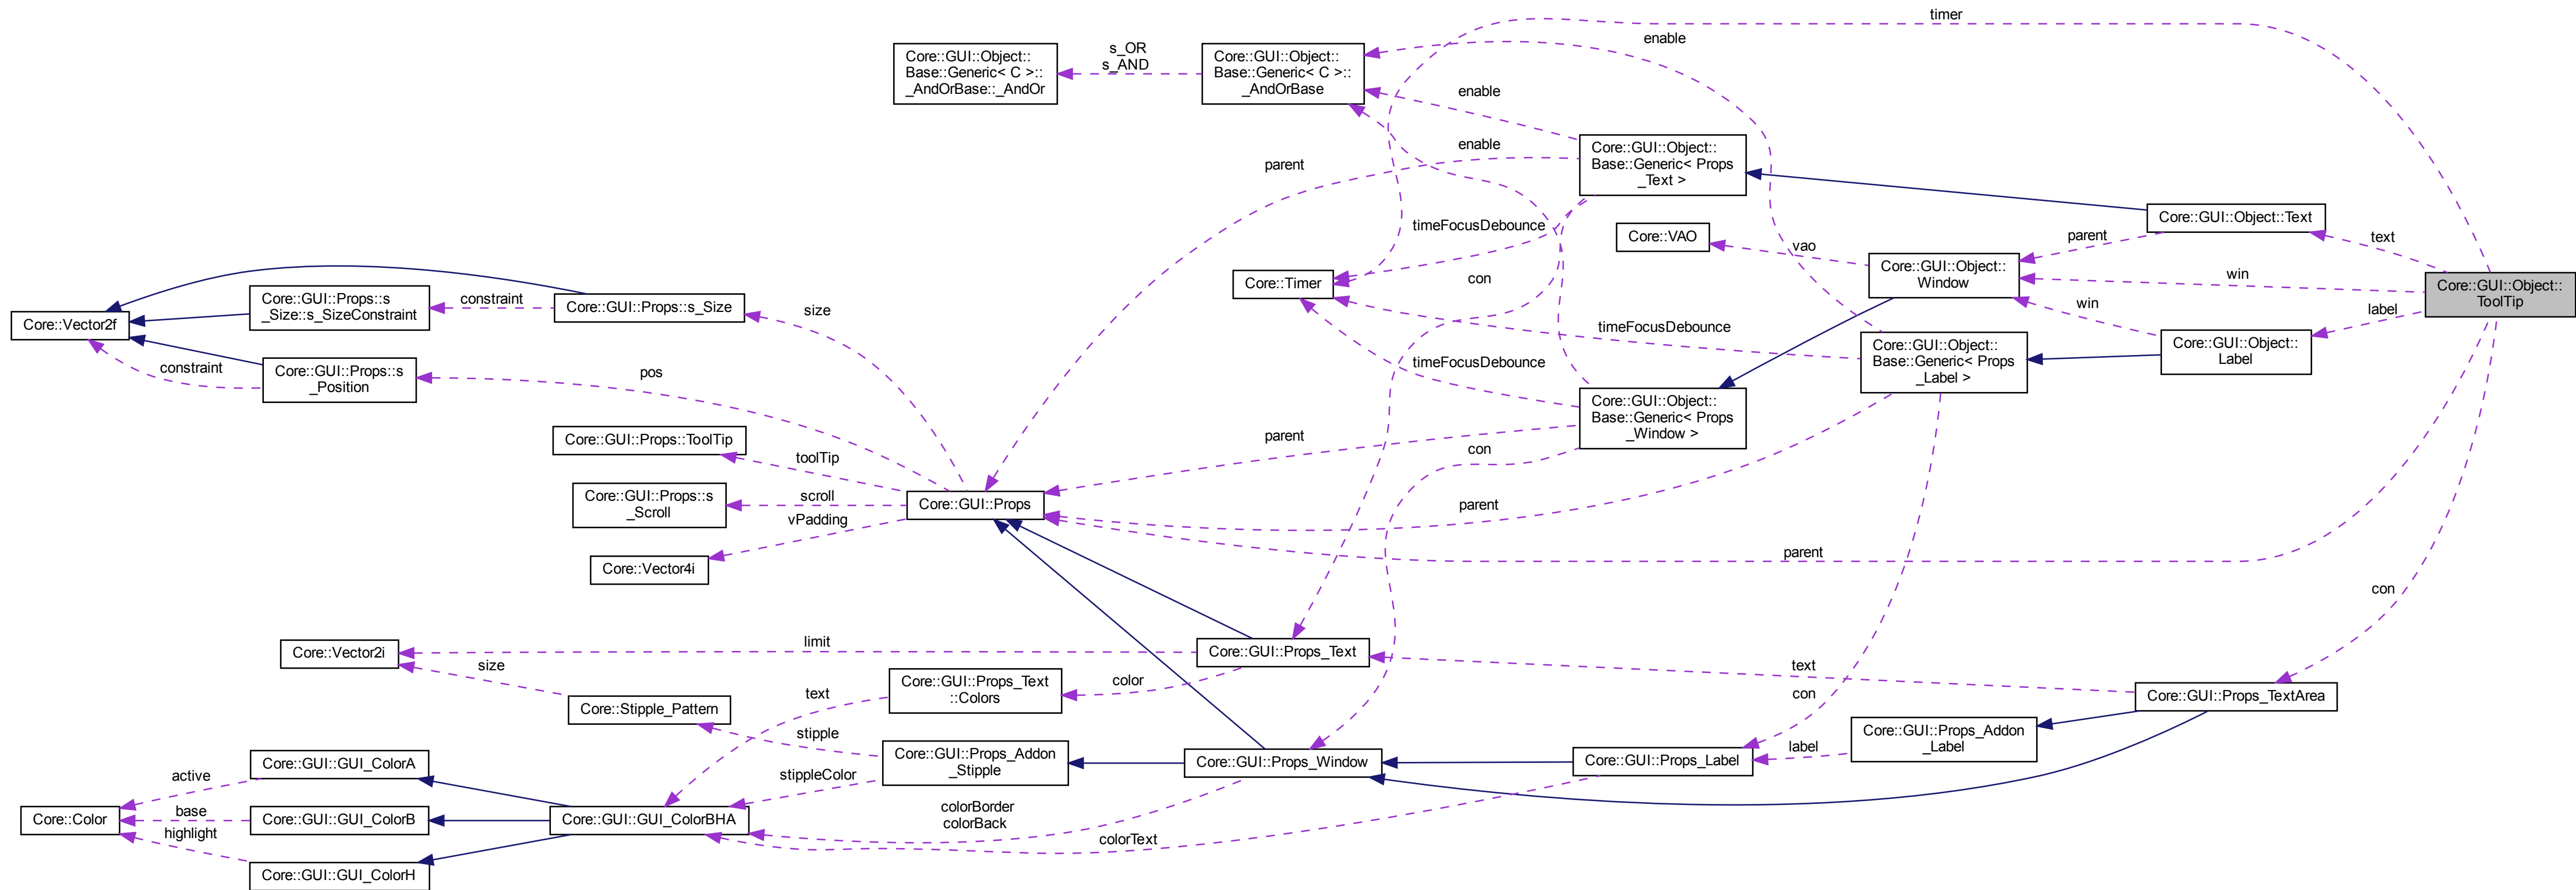 timer
enable
s_OR
s_AND
Core::GUI::Object::
Base::Generic< C >::
_AndOrBase::_AndOr
Core::GUI::Object::
Base::Generic< C >::
_AndOrBase
enable
enable
parent
Core::GUI::Object::
Base::Generic< Props
_Text >
Core::GUI::Object::Text
text
parent
timeFocusDebounce
Core::VAO
vao
Core::GUI::Object::
Window
win
Core::GUI::Object::
ToolTip
Core::Timer
con
win
label
Core::GUI::Props::s
_Size::s_SizeConstraint
constraint
Core::GUI::Props::s_Size
size
Core::Vector2f
timeFocusDebounce
Core::GUI::Object::
Base::Generic< Props
_Label >
Core::GUI::Object::
Label
constraint
Core::GUI::Props::s
_Position
pos
timeFocusDebounce
Core::GUI::Object::
Base::Generic< Props
_Window >
Core::GUI::Props::ToolTip
toolTip
parent
con
Core::GUI::Props::s
_Scroll
scroll
Core::GUI::Props
parent
vPadding
Core::Vector4i
parent
con
Core::Vector2i
limit
Core::GUI::Props_Text
size
text
Core::GUI::Props_Text
::Colors
color
text
con
Core::GUI::Props_TextArea
Core::Stipple_Pattern
stipple
Core::GUI::Props_Addon
_Label
label
Core::GUI::GUI_ColorA
active
Core::GUI::Props_Addon
_Stipple
stippleColor
Core::GUI::Props_Window
Core::GUI::Props_Label
Core::Color
base
highlight
Core::GUI::GUI_ColorB
Core::GUI::GUI_ColorBHA
colorBorder
colorBack
colorText
Core::GUI::GUI_ColorH